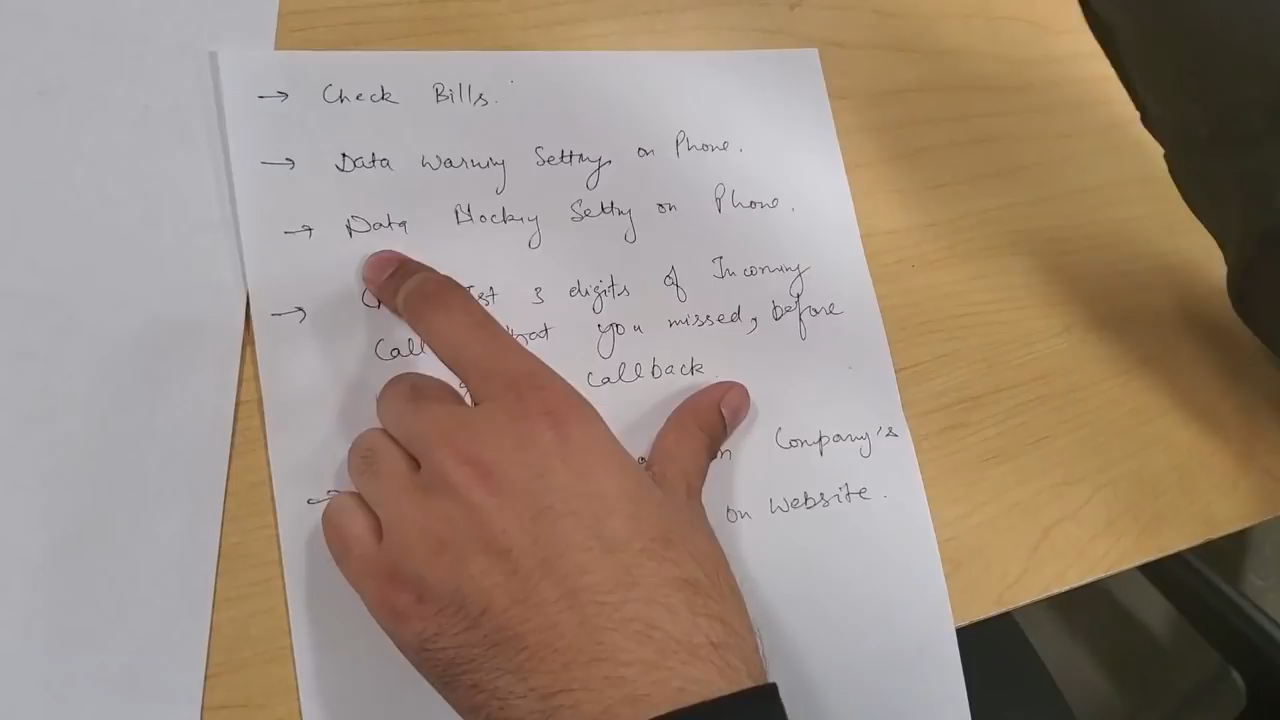 → Check Bills.
→ Data Warning Setting on Phone.
→ Data Blocking Setting on Phone.
→ 3 digits of Incoming
Call you missed, before
callback.
Company's
on Website.